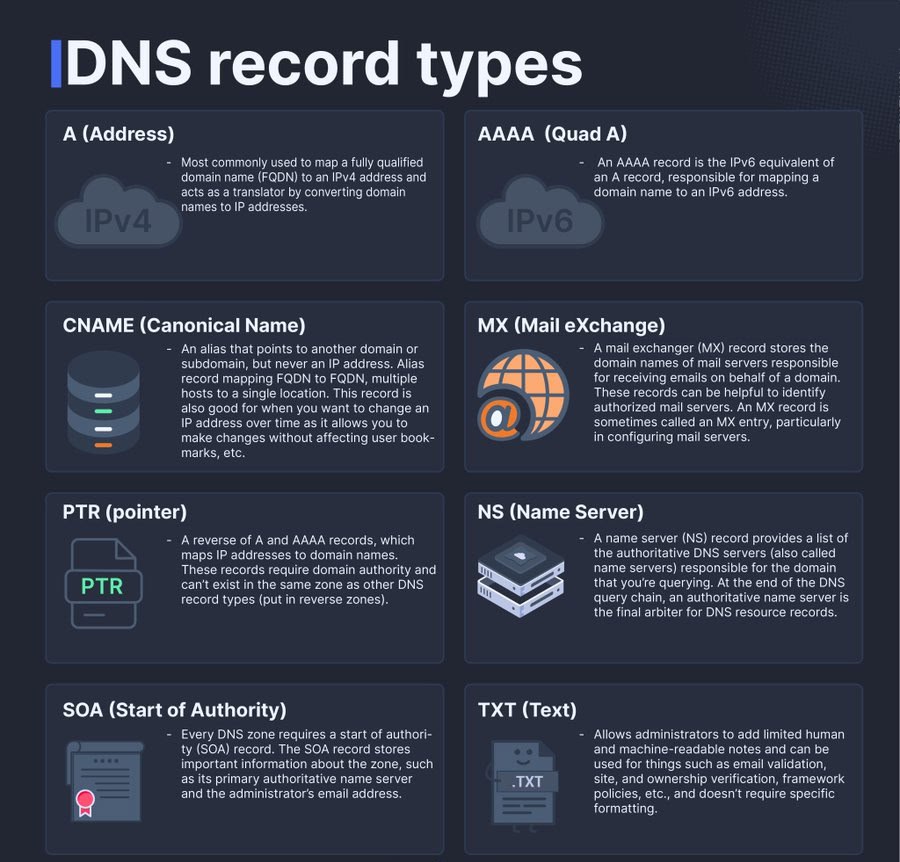 DNS record types
A (Address)
- Most commonly used to map a fully qualified
domain name (FQDN) to an IPv4 address and
acts as a translator by converting domain
names to IP addresses.
IPv4
AAAA (Quad A)
- An AAAA record is the IPv6 equivalent of
an A record, responsible for mapping a
domain name to an IPv6 address.
IPv6
CNAME (Canonical Name)
- An alias that points to another domain or
subdomain, but never an IP address. Alias
record mapping FQDN to FQDN, multiple
hosts to a single location. This record is
also good for when you want to change an
IP address over time as it allows you to
make changes without affecting user book-
marks, etc.
MX (Mail eXchange)
- A mail exchanger (MX) record stores the
domain names of mail servers responsible
for receiving emails on behalf of a domain.
These records can be helpful to identify
authorized mail servers. An MX record is
sometimes called an MX entry, particularly
in configuring mail servers.
@
PTR (pointer)
- A reverse of A and AAAA records, which
maps IP addresses to domain names.
These records require domain authority and
can't exist in the same zone as other DNS
record types (put in reverse zones).
PTR
NS (Name Server)
- A name server (NS) record provides a list of
the authoritative DNS servers (also called
name servers) responsible for the domain
that you're querying. At the end of the DNS
query chain, an authoritative name server is
the final arbiter for DNS resource records.
SOA (Start of Authority)
- Every DNS zone requires a start of authori-
ty (SOA) record. The SOA record stores
important information about the zone, such
as its primary authoritative name server
and the administrator's email address.
TXT (Text)
- Allows administrators to add limited human
and machine-readable notes and can be
used for things such as email validation,
site, and ownership verification, framework
policies, etc., and doesn't require specific
formatting.
.TXT